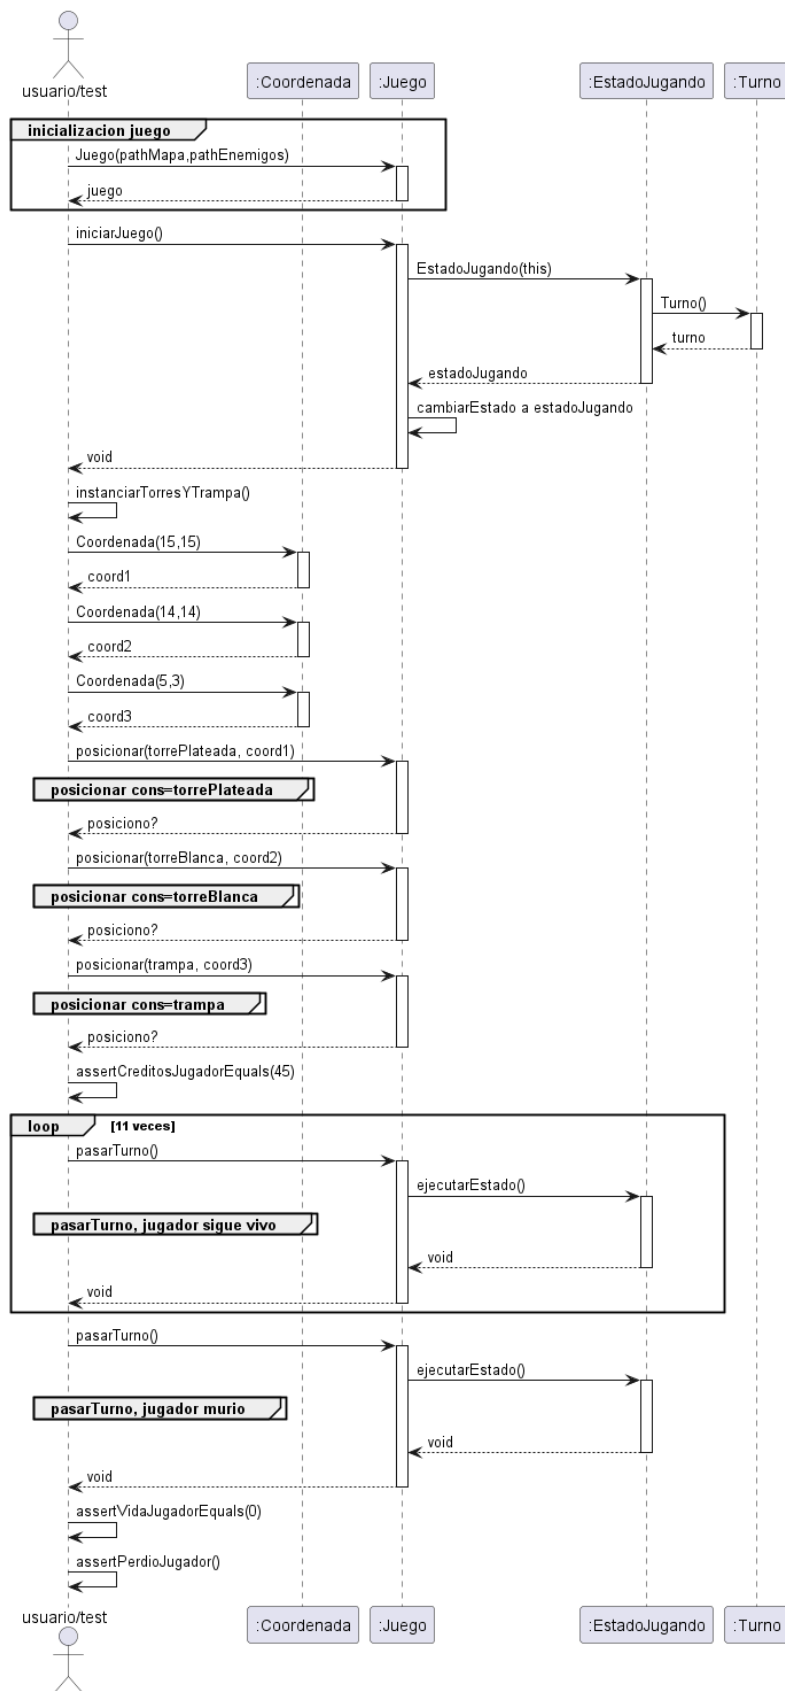 usuario/test
:Coordenada
:Juego
:EstadoJugando
:Turno
inicializacion juego
Juego(pathMapa,pathEnemigos)
juego
iniciarJuego()
EstadoJugando(this)
Turno()
turno
estadoJugando
cambiarEstado a estadoJugando
void
instanciarTorresYTrampa()
Coordenada(15,15)
coord1
Coordenada(14,14)
coord2
Coordenada(5,3)
coord3
posicionar(torrePlateada, coord1)
posicionar cons=torrePlateada
posiciono?
posicionar(torreBlanca, coord2)
posicionar cons=torreBlanca
posiciono?
posicionar(trampa, coord3)
posicionar cons=trampa
posiciono?
assertCreditosJugadorEquals(45)
loop [11 veces]
pasarTurno()
ejecutarEstado()
pasarTurno, jugador sigue vivo
void
void
pasarTurno()
ejecutarEstado()
pasarTurno, jugador murio
void
void
assertVidaJugadorEquals(0)
assertPerdioJugador()
usuario/test
:Coordenada
:Juego
:EstadoJugando
:Turno